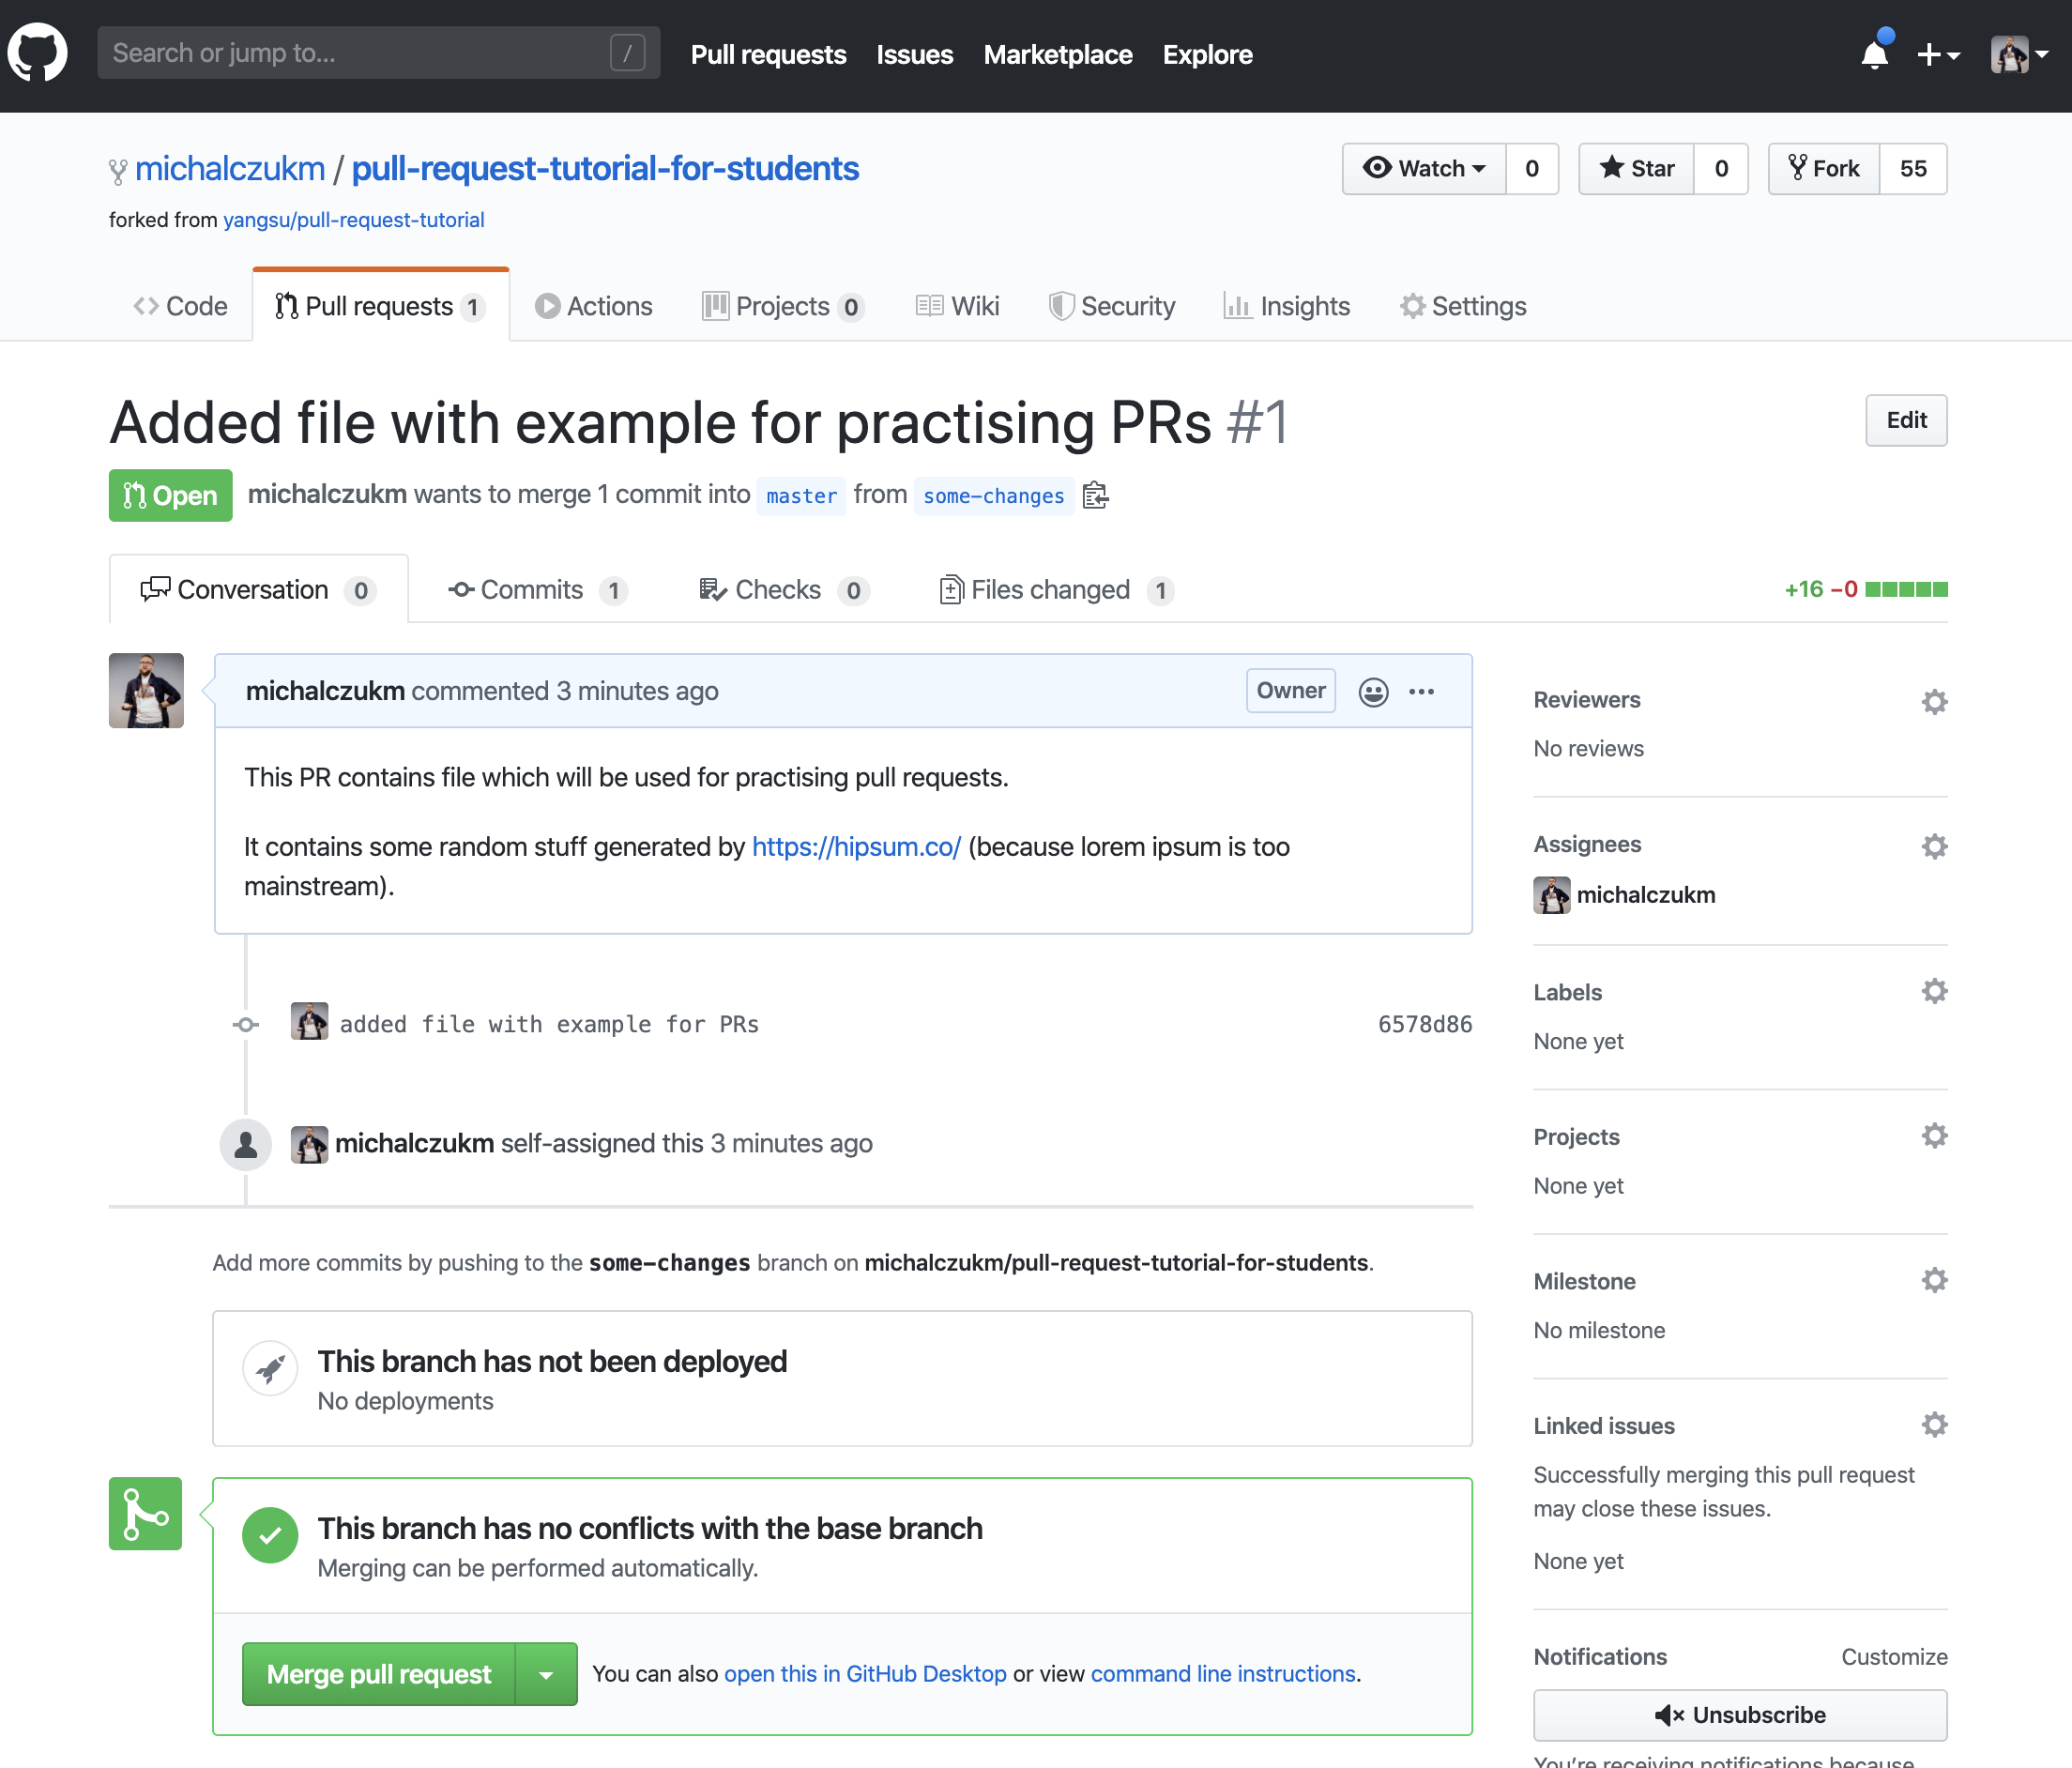 Search or jump to... /
Pull requests Issues Marketplace Explore
michalczukm / pull-request-tutorial-for-students
forked from yangsu/pull-request-tutorial
Watch 0 Star 0 Fork 55
Code Pull requests 1 Actions Projects 0 Wiki Security Insights Settings
Added file with example for practising PRs #1
Edit
Open michalczukm wants to merge 1 commit into master from some-changes
Conversation 0 Commits 1 Checks 0 Files changed 1 +16 −0
michalczukm commented 3 minutes ago Owner
This PR contains file which will be used for practising pull requests.
It contains some random stuff generated by https://hipsum.co/ (because lorem ipsum is too
mainstream).
added file with example for PRs 6578d86
michalczukm self-assigned this 3 minutes ago
Add more commits by pushing to the some-changes branch on michalczukm/pull-request-tutorial-for-students.
This branch has not been deployed
No deployments
This branch has no conflicts with the base branch
Merging can be performed automatically.
Merge pull request You can also open this in GitHub Desktop or view command line instructions.
Reviewers
No reviews
Assignees
michalczukm
Labels
None yet
Projects
None yet
Milestone
No milestone
Linked issues
Successfully merging this pull request
may close these issues.
None yet
Notifications Customize
Unsubscribe
You're receiving notifications because